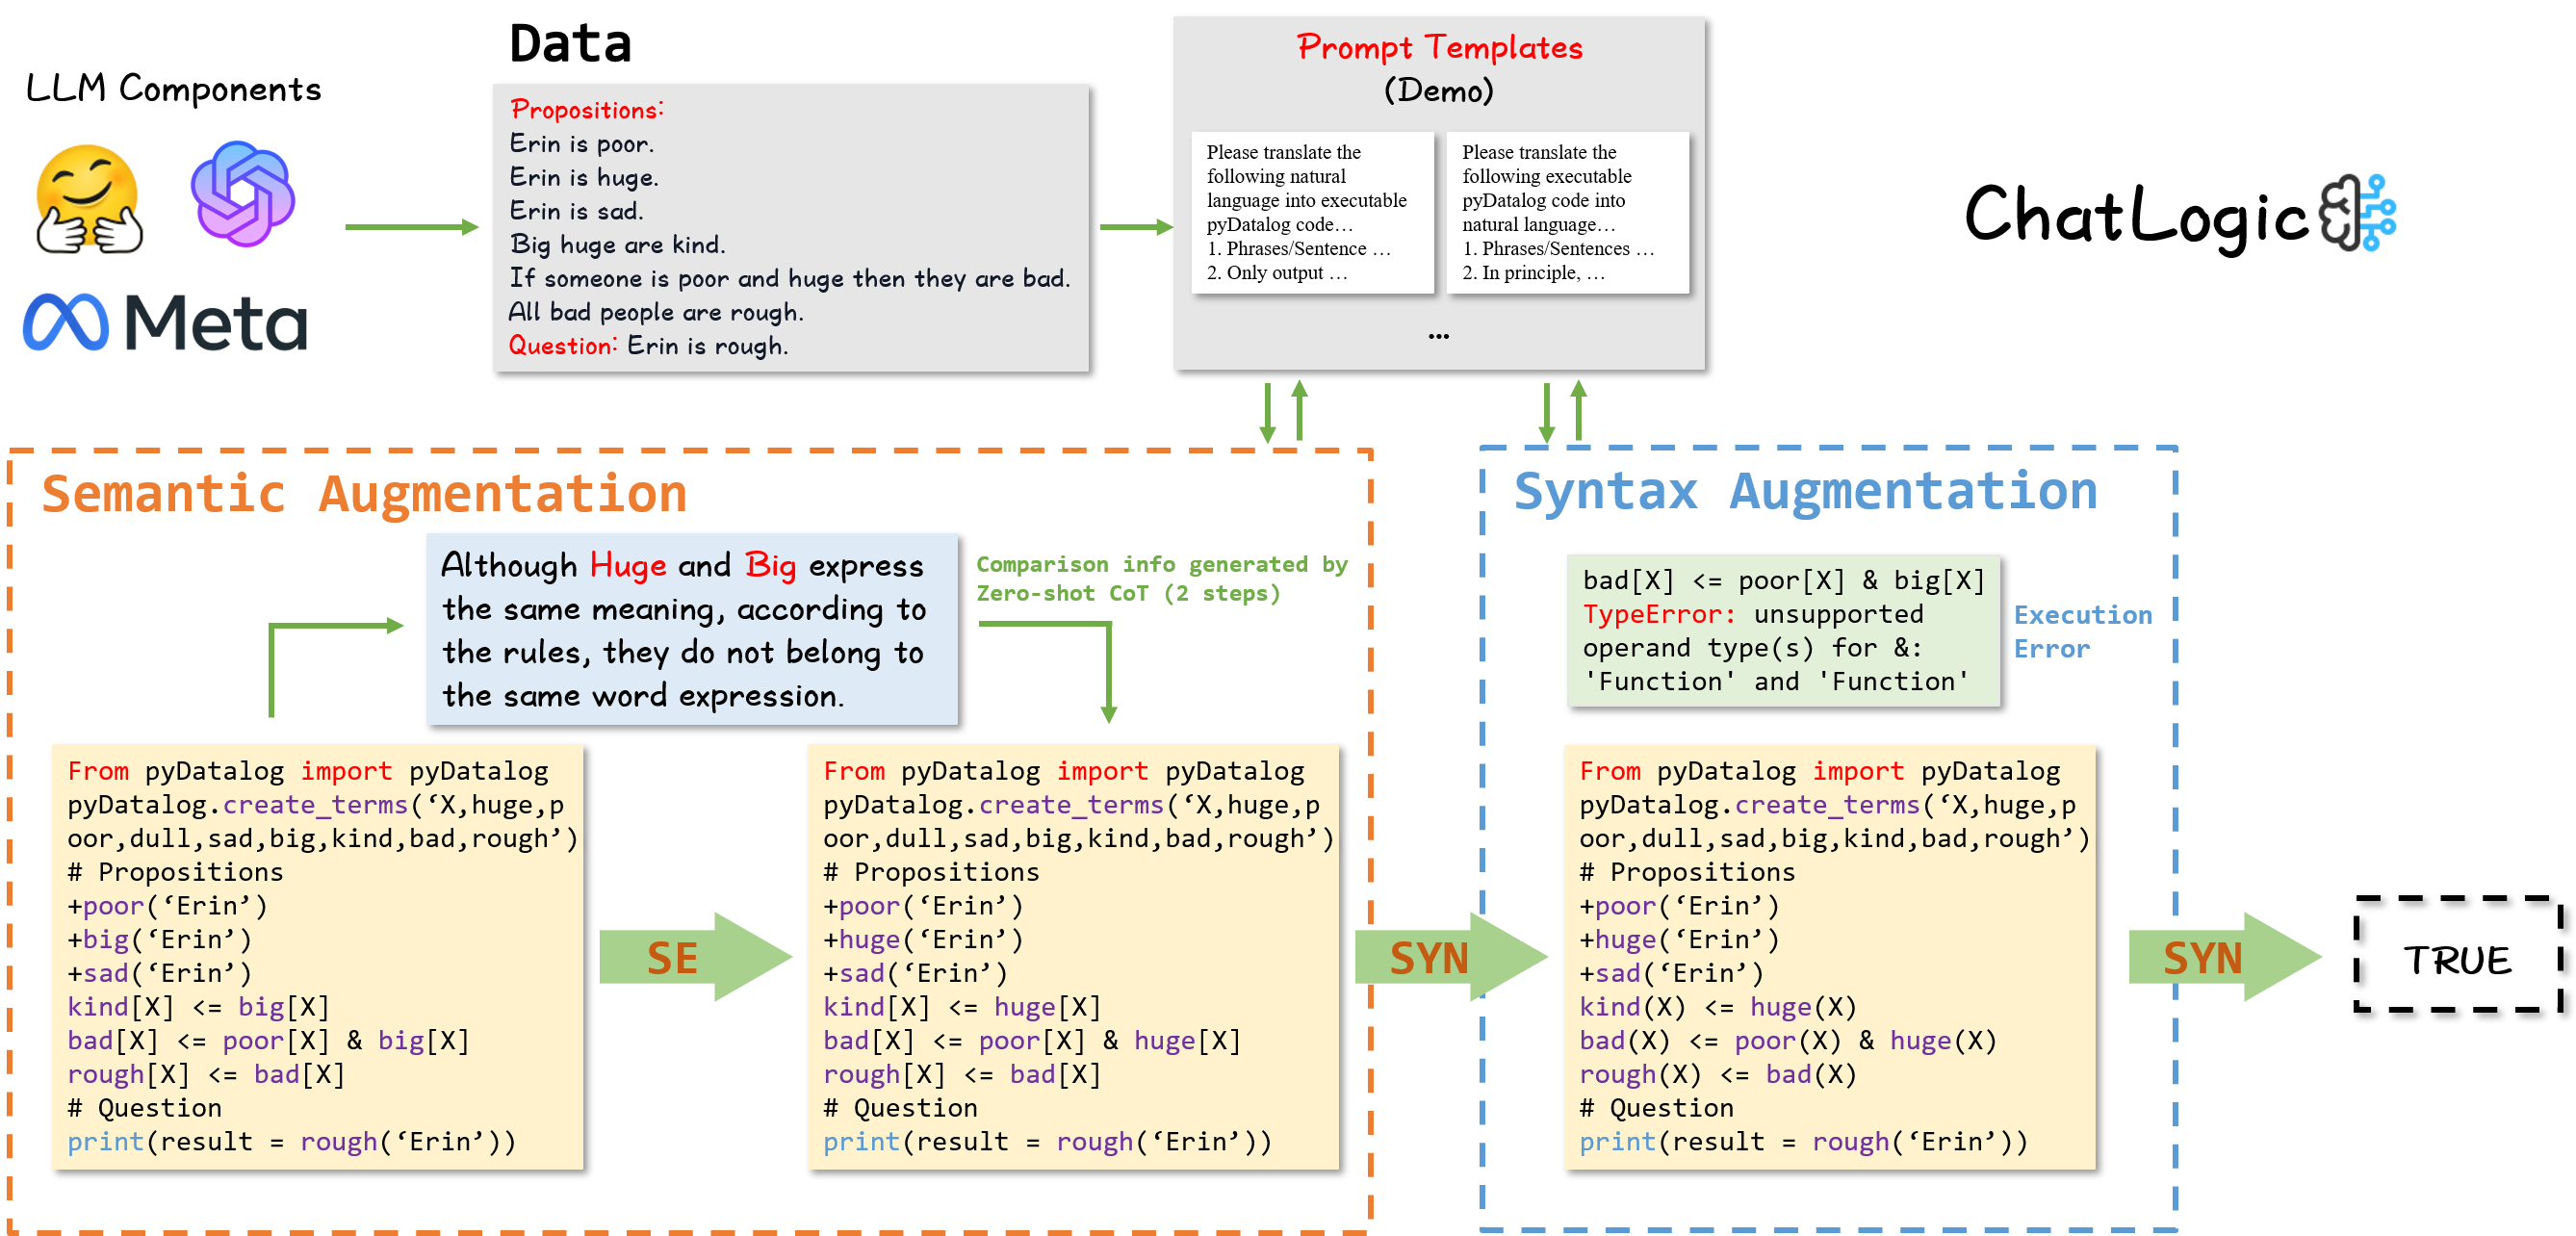 LLM Components
Meta
Data
Propositions:
Erin is poor.
Erin is huge.
Erin is sad.
Big huge are kind.
If someone is poor and huge then they are bad.
All bad people are rough.
Question: Erin is rough.
Prompt Templates
(Demo)
Please translate the
following natural
language into executable
pyDatalog code…
1. Phrases/Sentence …
2. Only output …
Please translate the
following executable
pyDatalog code into
natural language…
1. Phrases/Sentences …
2. In principle, …
...
ChatLogic
Semantic Augmentation
Although Huge and Big express
the same meaning, according to
the rules, they do not belong to
the same word expression.
Comparison info generated by
Zero-shot CoT (2 steps)
From pyDatalog import pyDatalog
pyDatalog.create_terms(‘X,huge,p
oor,dull,sad,big,kind,bad,rough’)
# Propositions
+poor(‘Erin’)
+big(‘Erin’)
+sad(‘Erin’)
kind[X] <= big[X]
bad[X] <= poor[X] & big[X]
rough[X] <= bad[X]
# Question
print(result = rough(‘Erin’))
SE
From pyDatalog import pyDatalog
pyDatalog.create_terms(‘X,huge,p
oor,dull,sad,big,kind,bad,rough’)
# Propositions
+poor(‘Erin’)
+huge(‘Erin’)
+sad(‘Erin’)
kind[X] <= huge[X]
bad[X] <= poor[X] & huge[X]
rough[X] <= bad[X]
# Question
print(result = rough(‘Erin’))
SYN
Syntax Augmentation
bad[X] <= poor[X] & big[X]
TypeError: unsupported
operand type(s) for &:
'Function' and 'Function'
Execution
Error
From pyDatalog import pyDatalog
pyDatalog.create_terms(‘X,huge,p
oor,dull,sad,big,kind,bad,rough’)
# Propositions
+poor(‘Erin’)
+huge(‘Erin’)
+sad(‘Erin’)
kind(X) <= huge(X)
bad(X) <= poor(X) & huge(X)
rough(X) <= bad(X)
# Question
print(result = rough(‘Erin’))
SYN
TRUE